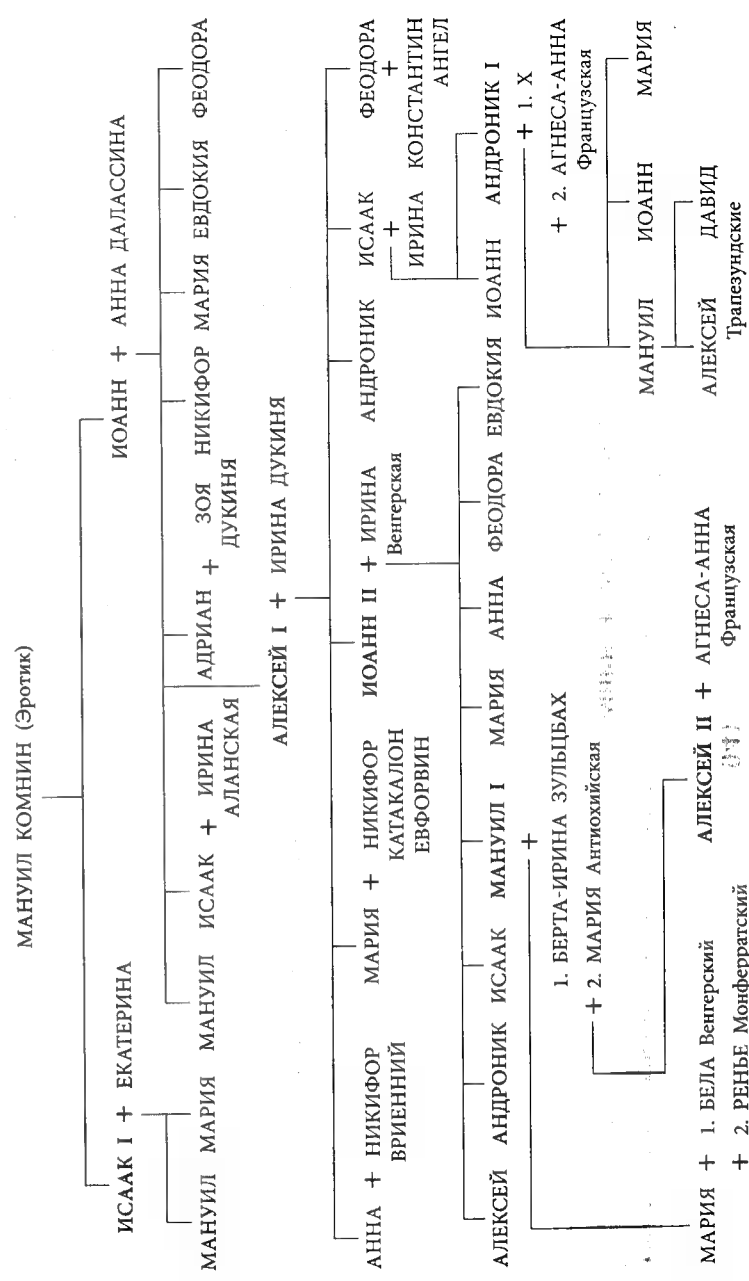 МАНУИЛ КОМНИН (Эротик)
ИСААК I + ЕКАТЕРИНА
ИОАНН + АННА ДАЛАССИНА
МАНУИЛ МАРИЯ
МАНУИЛ ИСААК + ИРИНА АДРИАН + ЗОЯ НИКИФОР МАРИЯ ЕВДОКИЯ ФЕОДОРА
АЛАНСКАЯ ДУКИНЯ
АЛЕКСЕЙ I + ИРИНА ДУКИНЯ
АННА + НИКИФОР МАРИЯ + НИКИФОР ИОАНН II + ИРИНА АНДРОНИК ИСААК ФЕОДОРА
ВРИЕННИЙ КАТАКАЛОН Венгерская + +
ЕВФОРВИН ИРИНА КОНСТАНТИН
АНГЕЛ
АЛЕКСЕЙ АНДРОНИК ИСААК МАНУИЛ I МАРИЯ АННА ФЕОДОРА ЕВДОКИЯ ИОАНН АНДРОНИК I
+ + 1. X
1. БЕРТА-ИРИНА ЗУЛЬЦБАХ + 2. АГНЕСА-АННА
+ 2. МАРИЯ Антиохийская Французская
МАНУИЛ ИОАНН МАРИЯ
МАРИЯ + 1. БЕЛА Венгерский АЛЕКСЕЙ II + АГНЕСА-АННА АЛЕКСЕЙ ДАВИД
+ 2. РЕНЬЕ Монферратский Французская Трапезундские